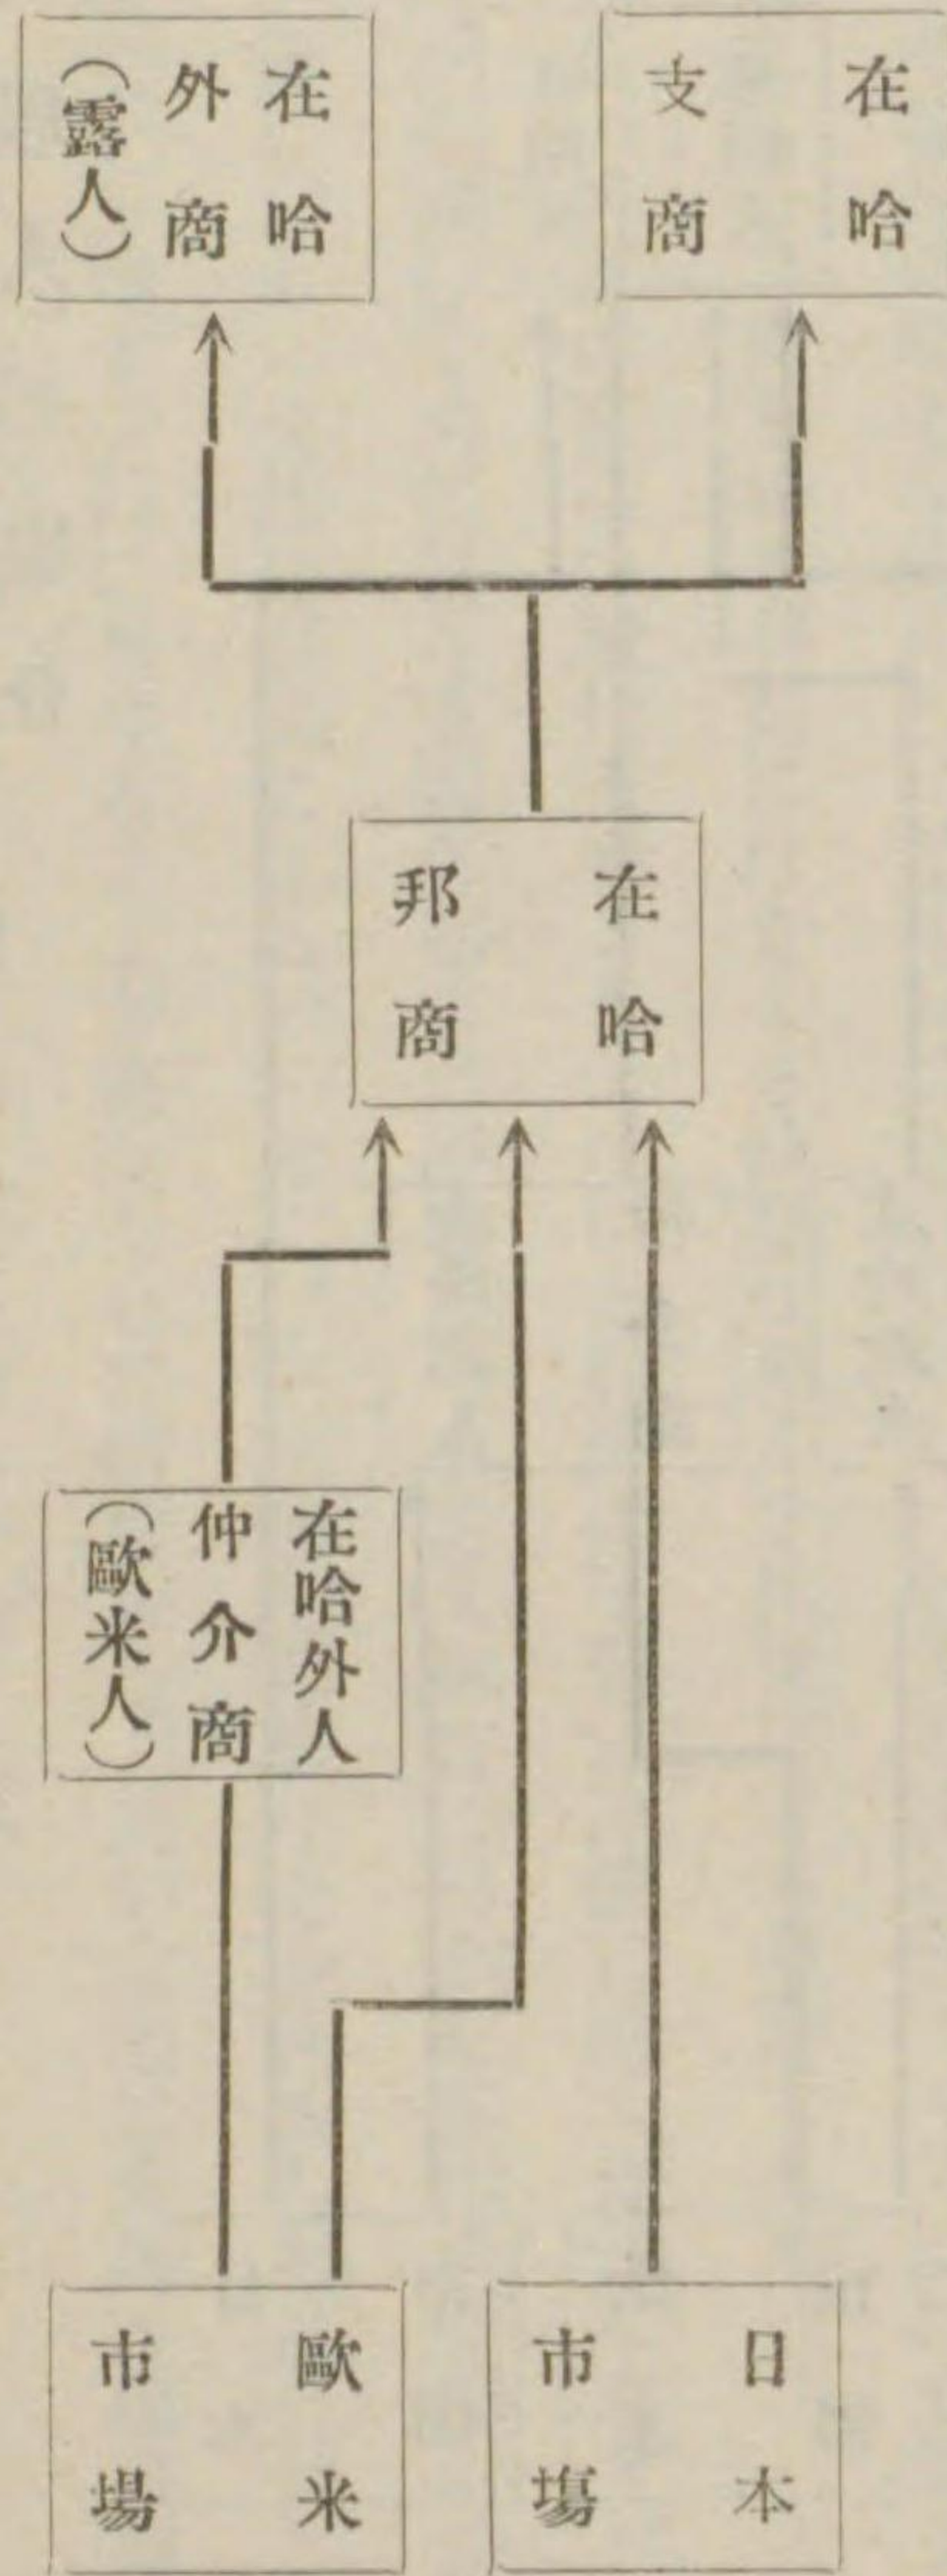 在哈
支商
在哈
外商
（露人）
在哈
邦商
在哈外人
仲介商
（歐米人）
日本
市場
歐米
市場